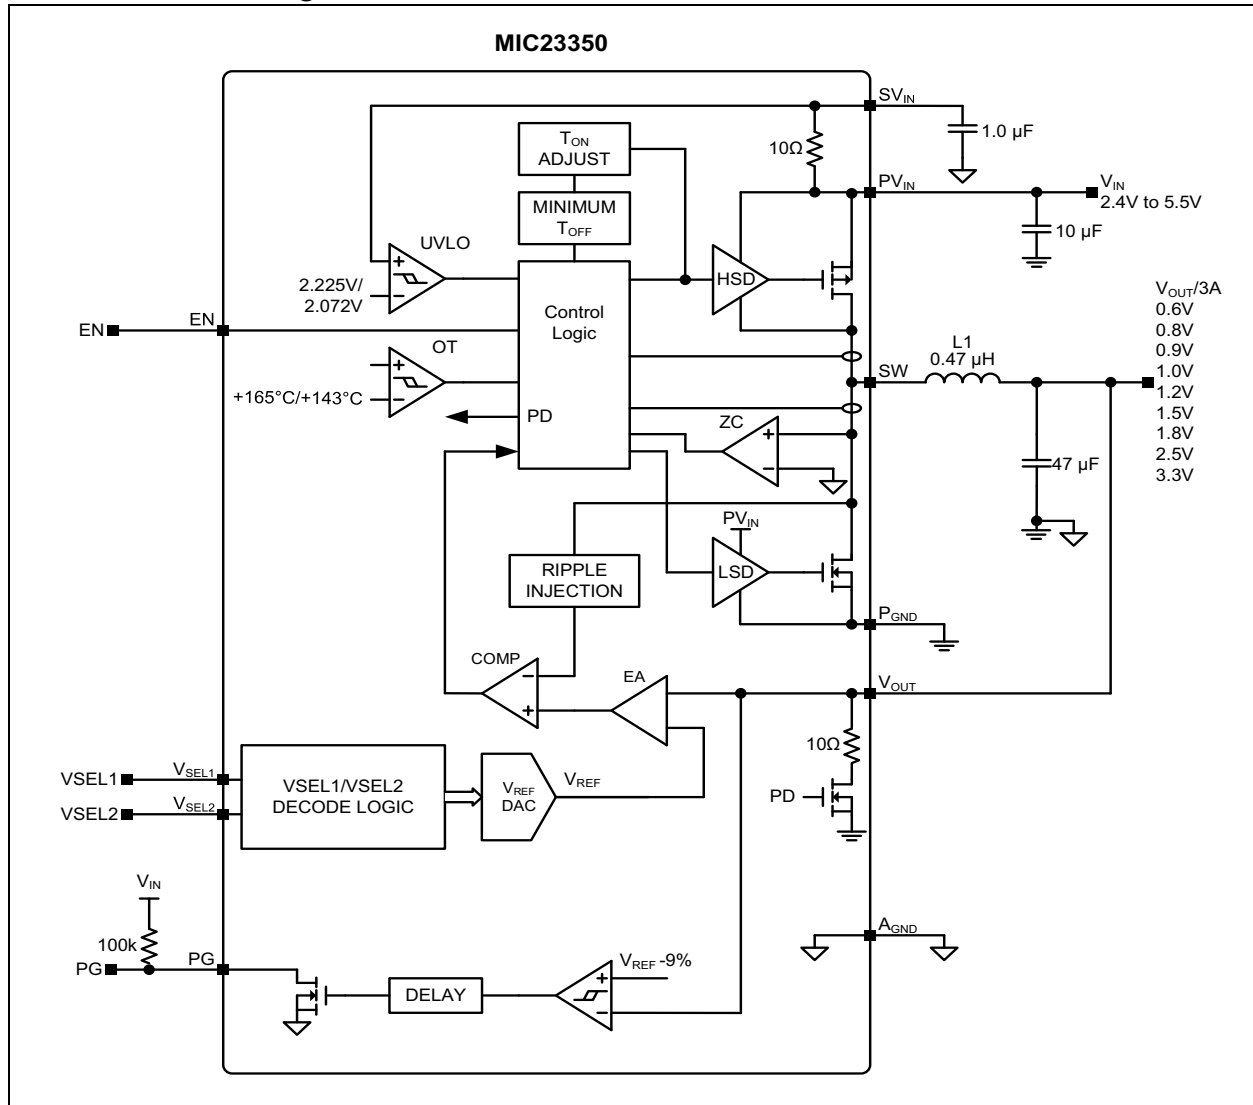 MIC23350
SVIN
1.0 µF
10Ω
TON
ADJUST
PVIN
VIN
2.4V to 5.5V
MINIMUM
TOFF
10 µF
UVLO
+
−
2.225V/
2.072V
HSD
Control
Logic
EN
EN
VOUT/3A
0.6V
0.8V
0.9V
1.0V
1.2V
1.5V
1.8V
2.5V
3.3V
L1
0.47 µH
OT
+
−
+165°C/+143°C
SW
PD
ZC
+
−
47 µF
PVIN
LSD
RIPPLE
INJECTION
PGND
COMP
−
+
EA
VOUT
10Ω
VSEL1
VSEL1
VSEL2
VSEL2
VSEL1/VSEL2
DECODE LOGIC
VREF
DAC
VREF
PD
VIN
100k
AGND
PG
PG
DELAY
VREF -9%
+
−